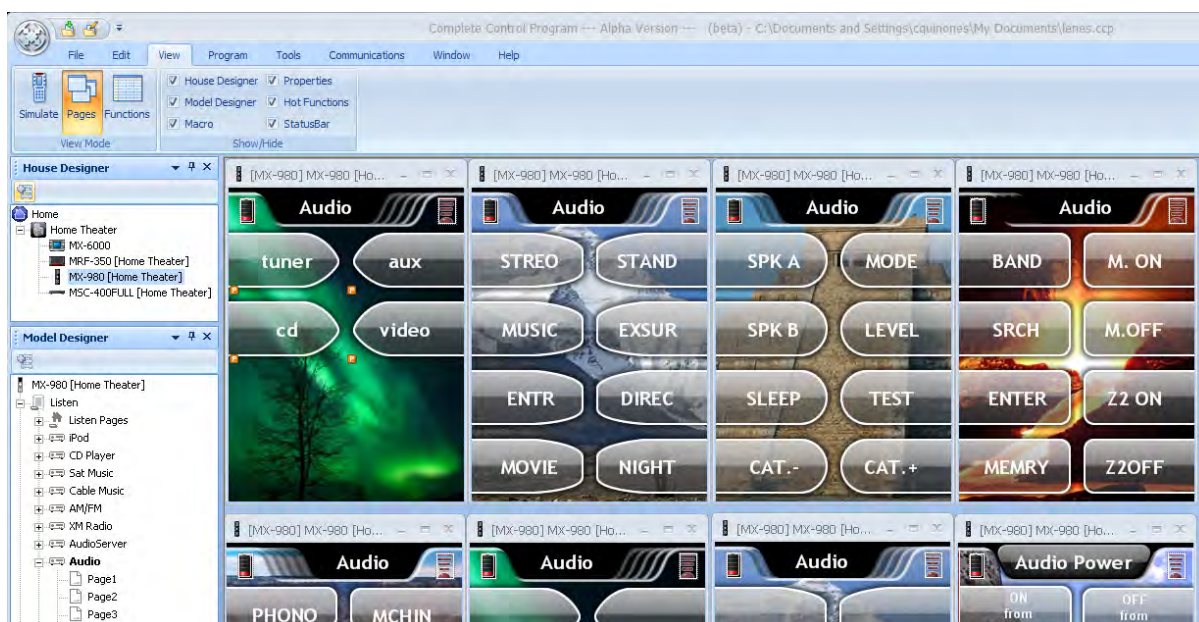 Complete Control Program --- Alpha Version --- (beta) - C:\Documents and Settings\cquinones\My Documents\lenes.ccp
File Edit View Program Tools Communications Window Help
Simulate Pages Functions
House Designer Properties
Model Designer Hot Functions
Macro StatusBar
View Mode Show/Hide
House Designer
Home
Home Theater
MX-6000
MRF-350 [Home Theater]
MX-980 [Home Theater]
MSC-400FULL [Home Theater]
Model Designer
MX-980 [Home Theater]
Listen
Listen Pages
iPod
CD Player
Sat Music
Cable Music
AM/FM
XM Radio
AudioServer
Audio
Page1
Page2
Page3
[MX-980] MX-980 [Ho...
Audio
tuner aux
cd video
[MX-980] MX-980 [Ho...
Audio
STREO STAND
MUSIC EXSUR
ENTR DIREC
MOVIE NIGHT
[MX-980] MX-980 [Ho...
Audio
SPK A MODE
SPK B LEVEL
SLEEP TEST
CAT.- CAT.+
[MX-980] MX-980 [Ho...
Audio
BAND M. ON
SRCH M.OFF
ENTER Z2 ON
MEMRY Z2OFF
[MX-980] MX-980 [Ho...
Audio
PHONO MCHIN
[MX-980] MX-980 [Ho...
Audio
[MX-980] MX-980 [Ho...
Audio
[MX-980] MX-980 [Ho...
Audio Power
ON OFF
from from